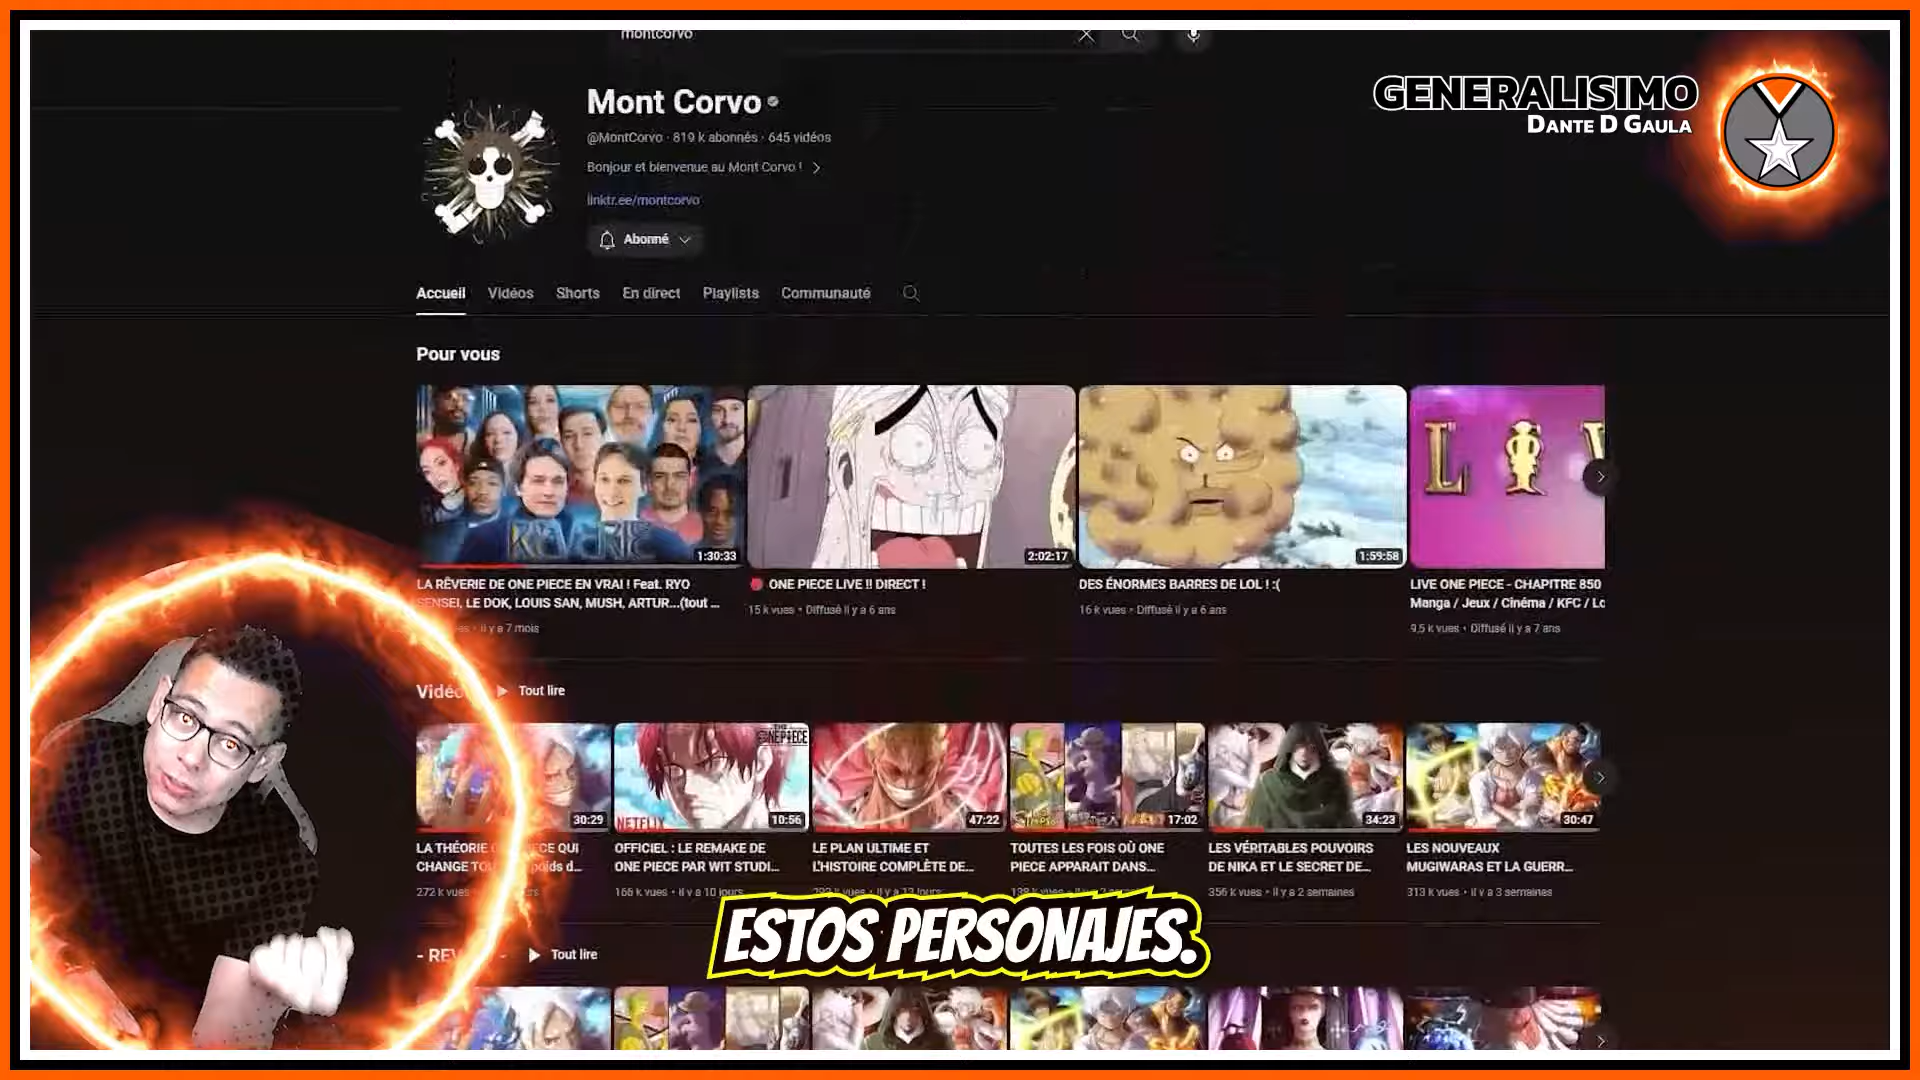 montcorvo
GENERALISIMO
DANTE D GAULA
Mont Corvo
@MontCorvo · 819 k abonnés · 645 vidéos
Bonjour et bienvenue au Mont Corvo !
linktr.ee/montcorvo
Abonné
Accueil Vidéos Shorts En direct Playlists Communauté
Pour vous
REVERIE
LIV
1:30:33
2:02:17
1:59:58
LA RÊVERIE DE ONE PIECE EN VRAI ! Feat. RYO
SENSEI, LE DOK, LOUIS SAN, MUSH, ARTUR...(tout ...
il y a 7 mois
ONE PIECE LIVE !! DIRECT !
15 k vues • Diffusé il y a 6 ans
DES ÉNORMES BARRES DE LOL ! :(
16 k vues • Diffusé il y a 6 ans
LIVE ONE PIECE - CHAPITRE 850
Manga / Jeux / Cinéma / KFC / Lo
9,5 k vues • Diffusé il y a 7 ans
Tout lire
THE
ONE PIECE
NETFLIX
30:29
10:56
47:22
17:02
34:23
30:47
LA THÉORIE
CHANGE
272 k vues
OFFICIEL : LE REMAKE DE
ONE PIECE PAR WIT STUDI...
166 k vues • il y a 10 jours
LE PLAN ULTIME ET
L'HISTOIRE COMPLÈTE DE...
TOUTES LES FOIS OÙ ONE
PIECE APPARAIT DANS...
LES VÉRITABLES POUVOIRS
DE NIKA ET LE SECRET DE...
356 k vues • il y a 2 semaines
LES NOUVEAUX
MUGIWARAS ET LA GUERR...
313 k vues • il y a 3 semaines
ESTOS PERSONAJES.
Tout lire